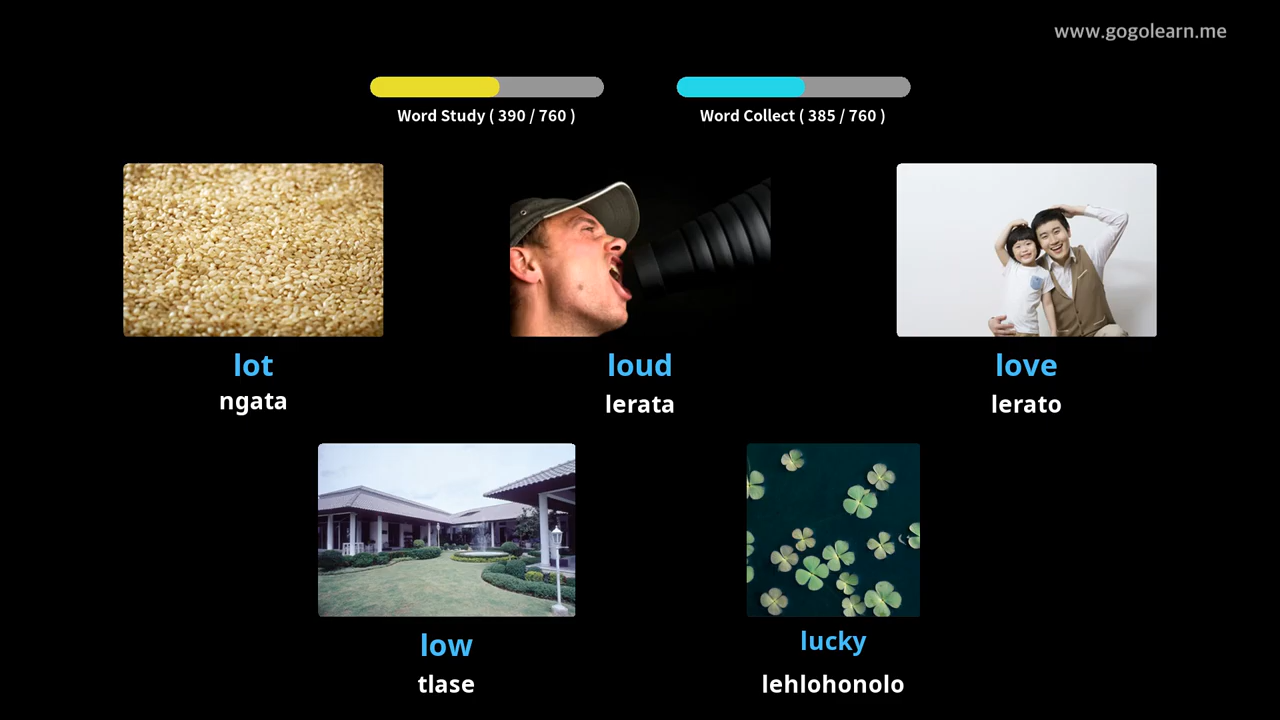 www.gogolearn.me
Word Study ( 390 / 760 )
Word Collect ( 385 / 760 )
lot
ngata
loud
lerata
love
lerato
low
tlase
lucky
lehlohonolo